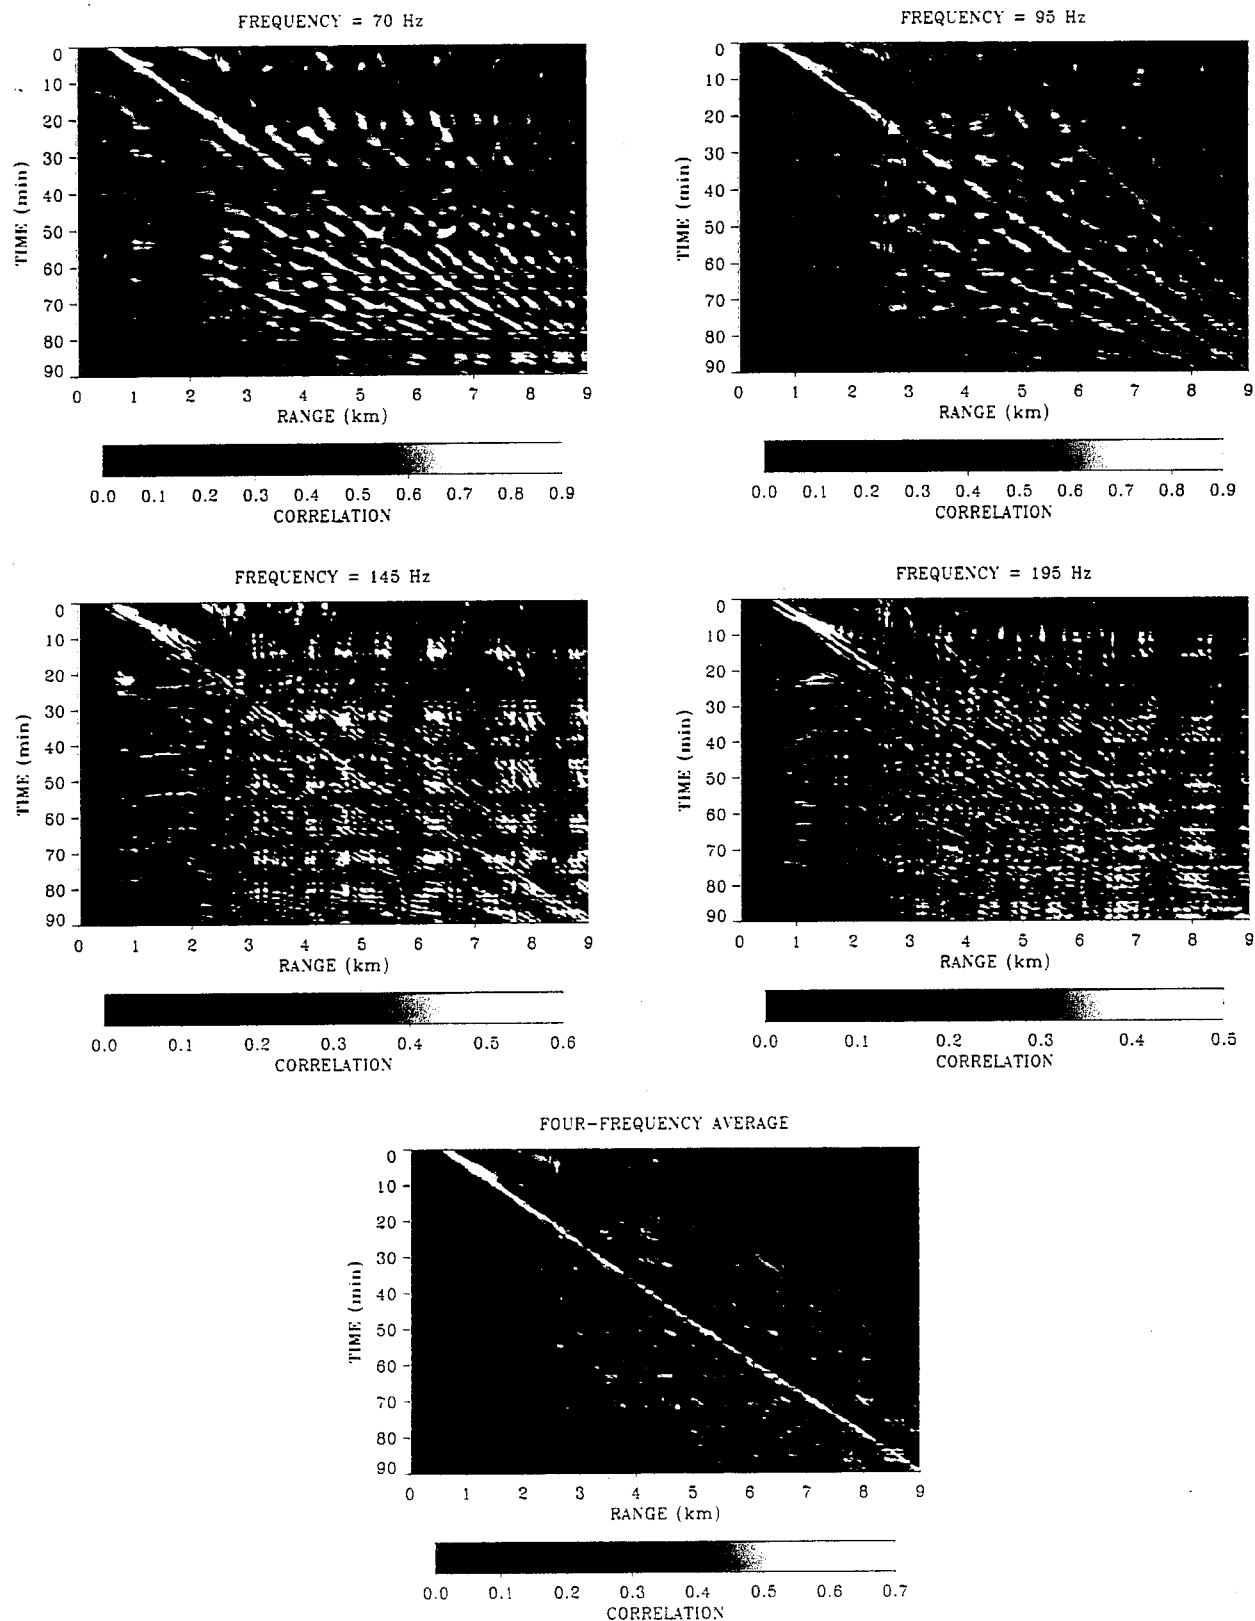 FREQUENCY = 70 Hz
0
10
20
30
40
50
60
70
80
90
TIME (min)
0 1 2 3 4 5 6 7 8 9
RANGE (km)
0.0 0.1 0.2 0.3 0.4 0.5 0.6 0.7 0.8 0.9
CORRELATION
FREQUENCY = 95 Hz
0
10
20
30
40
50
60
70
80
90
TIME (min)
0 1 2 3 4 5 6 7 8 9
RANGE (km)
0.0 0.1 0.2 0.3 0.4 0.5 0.6 0.7 0.8 0.9
CORRELATION
FREQUENCY = 145 Hz
0
10
20
30
40
50
60
70
80
90
TIME (min)
0 1 2 3 4 5 6 7 8 9
RANGE (km)
0.0 0.1 0.2 0.3 0.4 0.5 0.6
CORRELATION
FREQUENCY = 195 Hz
0
10
20
30
40
50
60
70
80
90
TIME (min)
0 1 2 3 4 5 6 7 8 9
RANGE (km)
0.0 0.1 0.2 0.3 0.4 0.5
CORRELATION
FOUR-FREQUENCY AVERAGE
0
10
20
30
40
50
60
70
80
90
TIME (min)
0 1 2 3 4 5 6 7 8 9
RANGE (km)
0.0 0.1 0.2 0.3 0.4 0.5 0.6 0.7
CORRELATION